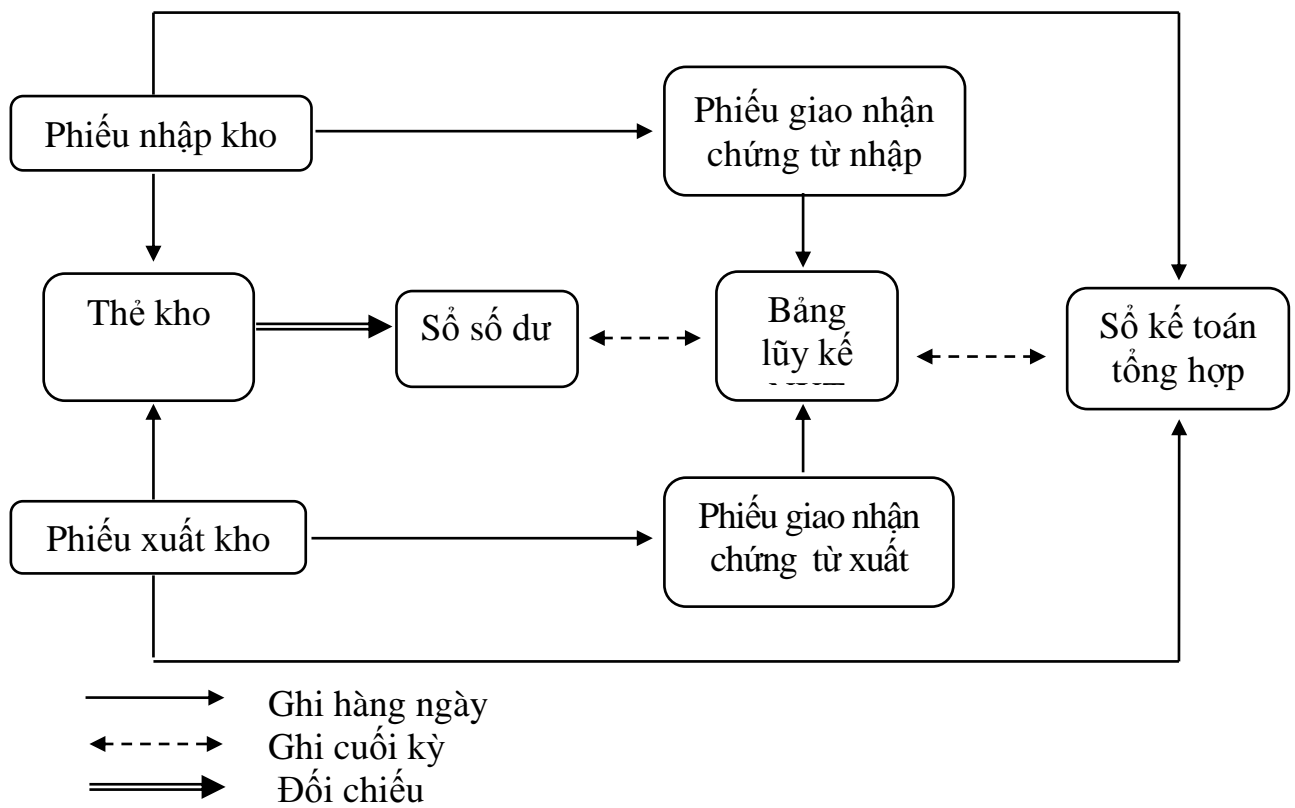 Phiếu nhập kho
Phiếu giao nhận
chứng từ nhập
Thẻ kho
Sổ số dư
Bảng
lũy kế
Sổ kế toán
tổng hợp
Phiếu xuất kho
Phiếu giao nhận
chứng từ xuất
Ghi hàng ngày
Ghi cuối kỳ
Đối chiếu